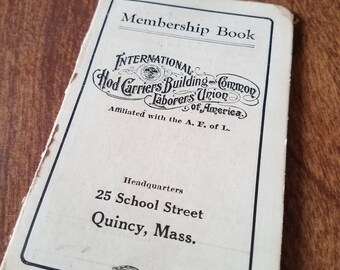 Membership Book
INTERNATIONAL
Hod Carriers' Building and Common
Laborers' Union
of America.
Affiliated with the A. F. of L.
Headquarters
25 School Street
Quincy, Mass.